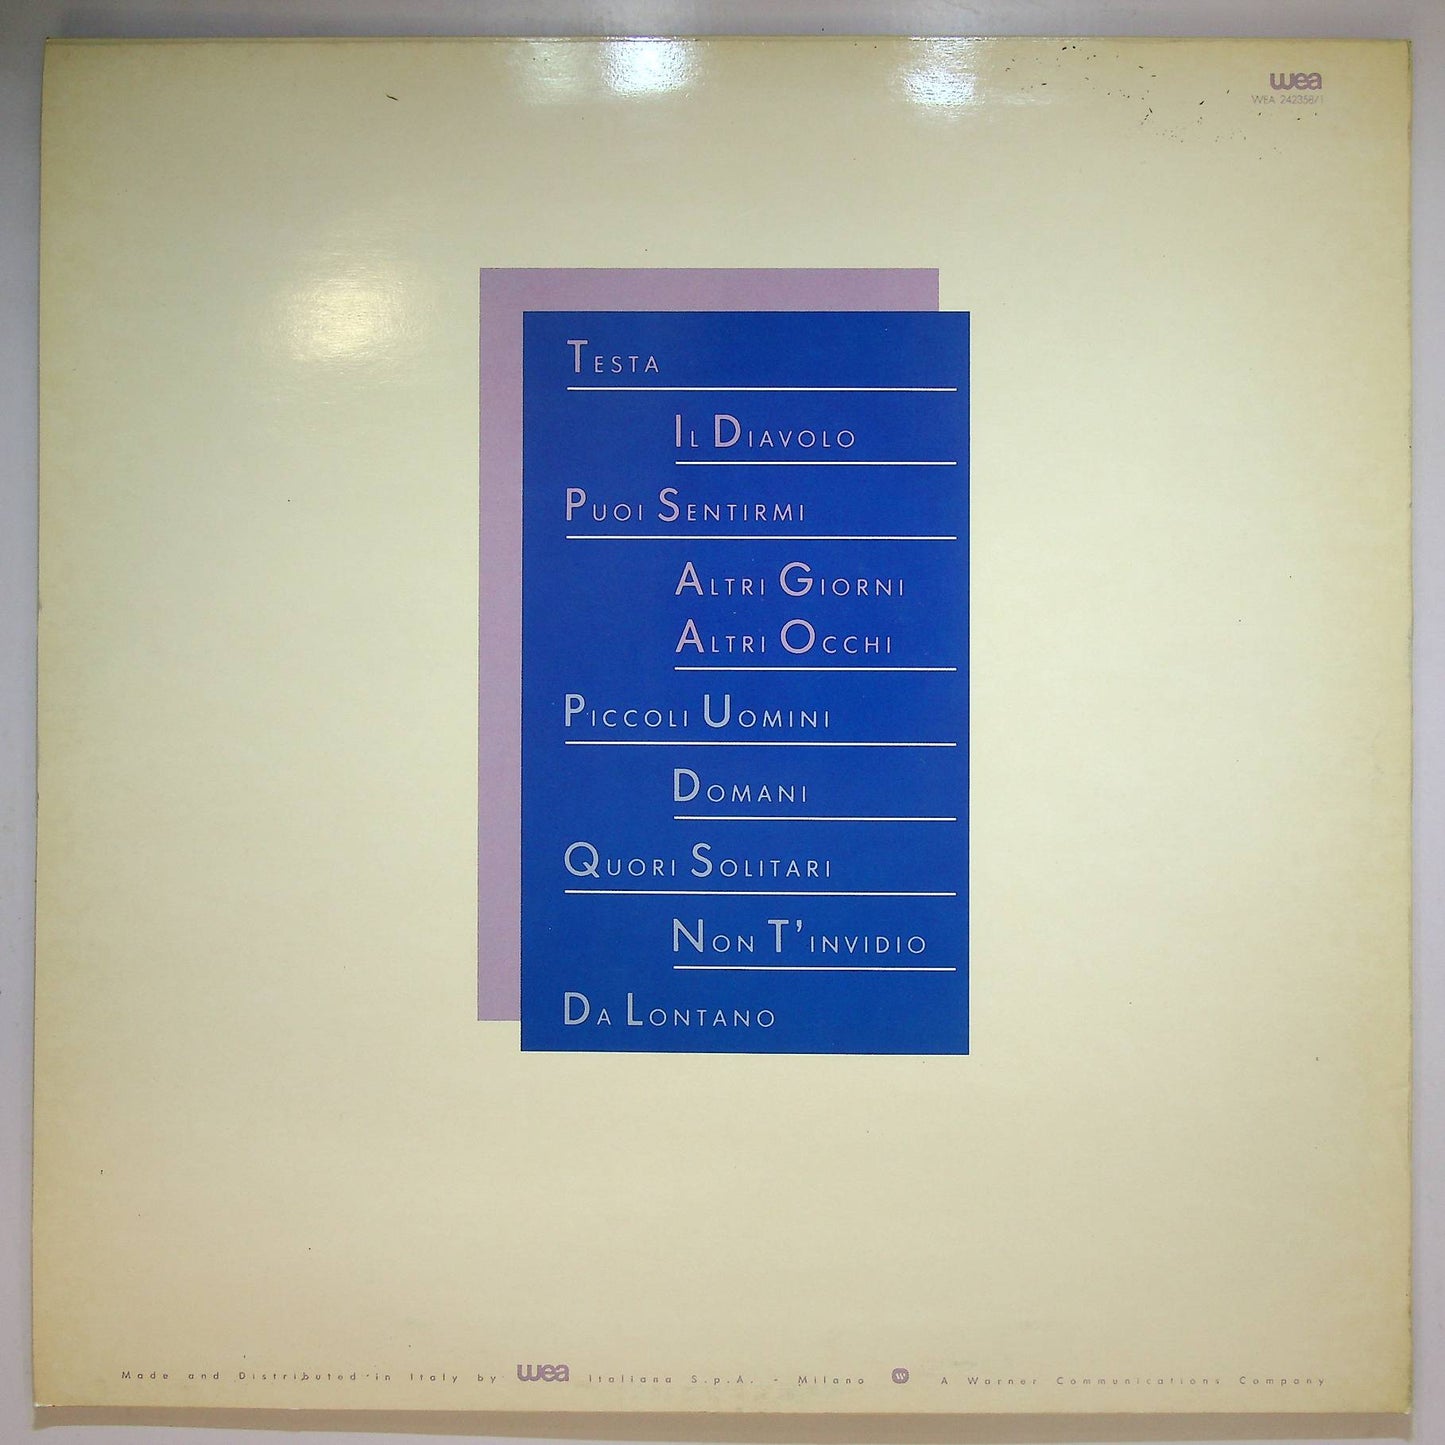 wea
WEA 242358/1
TESTA
IL DIAVOLO
PUOI SENTIRMI
ALTRI GIORNI
ALTRI OCCHI
PICCOLI UOMINI
DOMANI
QUORI SOLITARI
NON T'INVIDIO
DA LONTANO
Made and Distributed in Italy by wea Italiana S.p.A. - Milano W A Warner Communications Company